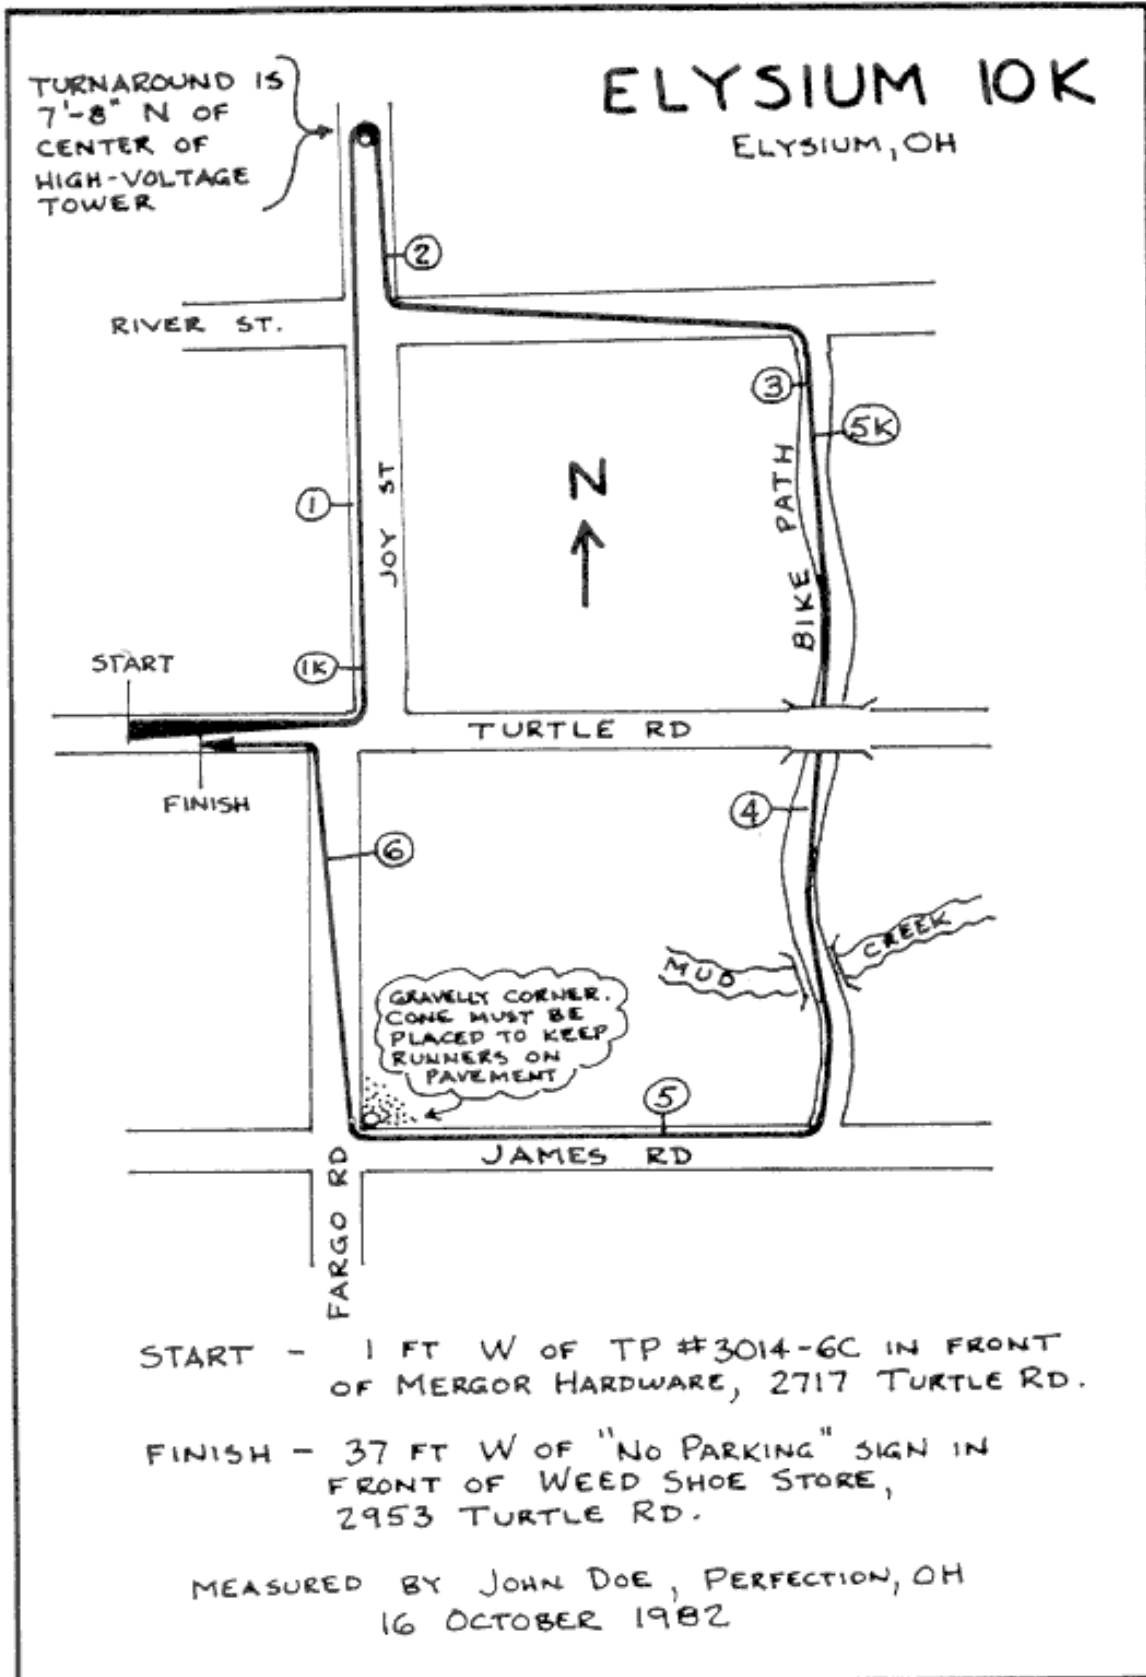 ELYSIUM 10K
ELYSIUM, OH
TURNAROUND IS
7'-8" N OF
CENTER OF
HIGH-VOLTAGE
TOWER
2
RIVER ST.
3
5K
1
JOY ST
N
BIKE PATH
START
1K
TURTLE RD
FINISH
4
6
MUD CREEK
GRAVELLY CORNER.
CONE MUST BE
PLACED TO KEEP
RUNNERS ON
PAVEMENT
5
JAMES RD
FARGO RD
START - 1 FT W OF TP #3014-6C IN FRONT
OF MERGOR HARDWARE, 2717 TURTLE RD.
FINISH - 37 FT W OF "NO PARKING" SIGN IN
FRONT OF WEED SHOE STORE,
2953 TURTLE RD.
MEASURED BY JOHN DOE, PERFECTION, OH
16 OCTOBER 1982